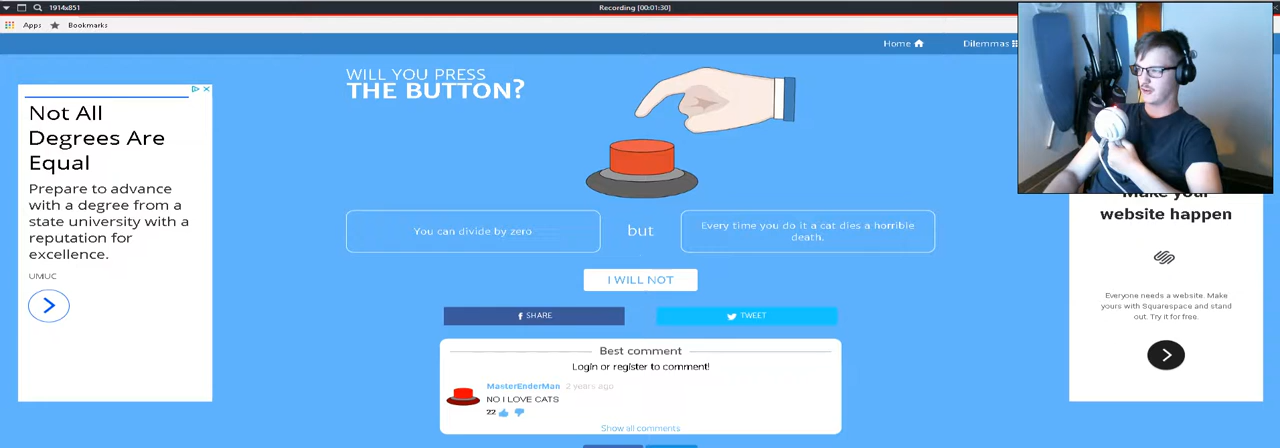 1914x851
Recording [00:01:30]
Apps
Bookmarks
Home
Dilemmas
WILL YOU PRESS
THE BUTTON?
Not All
Degrees Are
Equal
Prepare to advance
with a degree from a
state university with a
reputation for
excellence.
UMUC
You can divide by zero
but
Every time you do it a cat dies a horrible
death.
I WILL NOT
SHARE
TWEET
Best comment
Login or register to comment!
MasterEnderMan 2 years ago
NO I LOVE CATS
22
Show all comments
Make your
website happen
Everyone needs a website. Make
yours with Squarespace and stand
out. Try it for free.